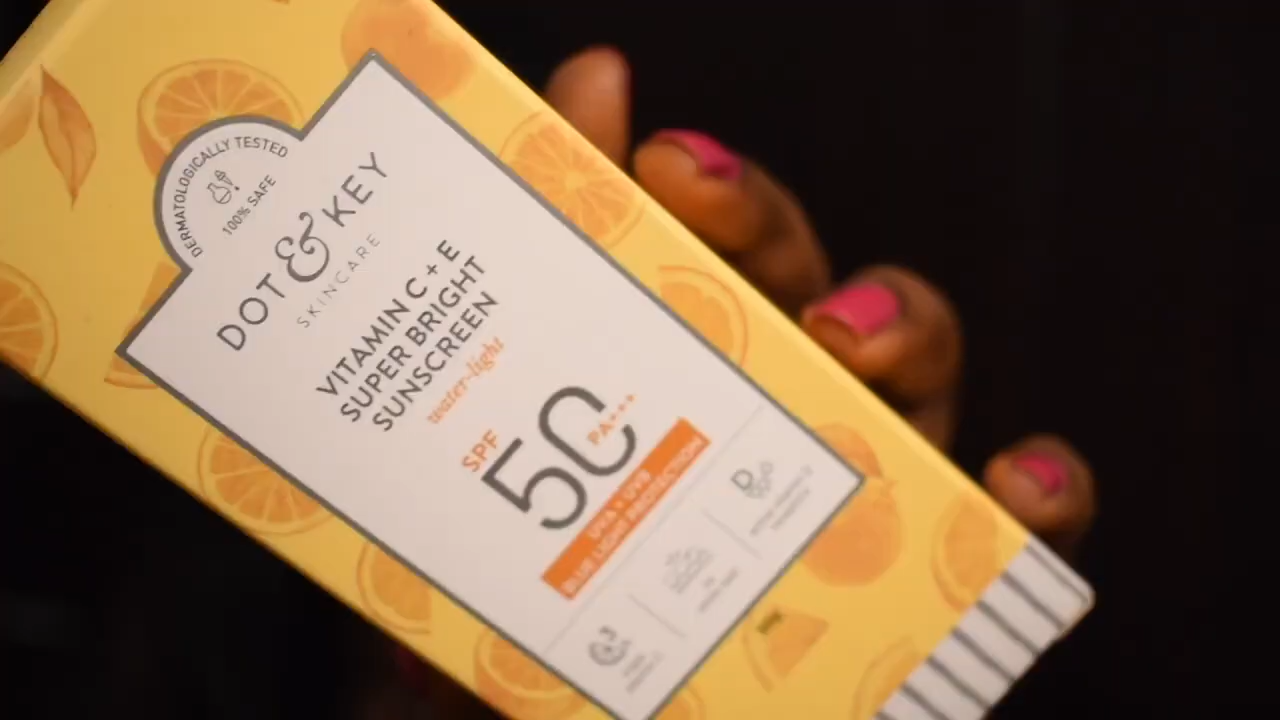 DERMATOLOGICALLY TESTED
100% SAFE
DOT & KEY
SKINCARE
VITAMIN C + E
SUPER BRIGHT
SUNSCREEN
water-light
SPF
50
PA+++
UVA + UVB
BLUE LIGHT PROTECTION